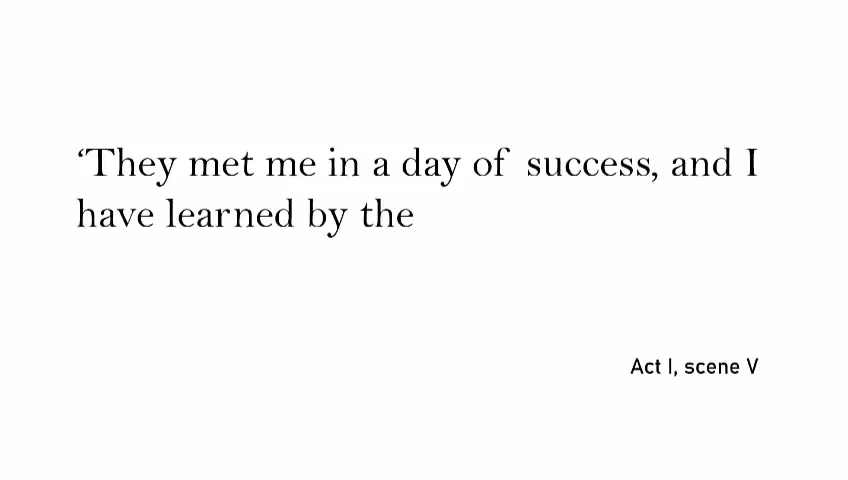 ‘They met me in a day of success, and I
have learned by the
Act I, scene V